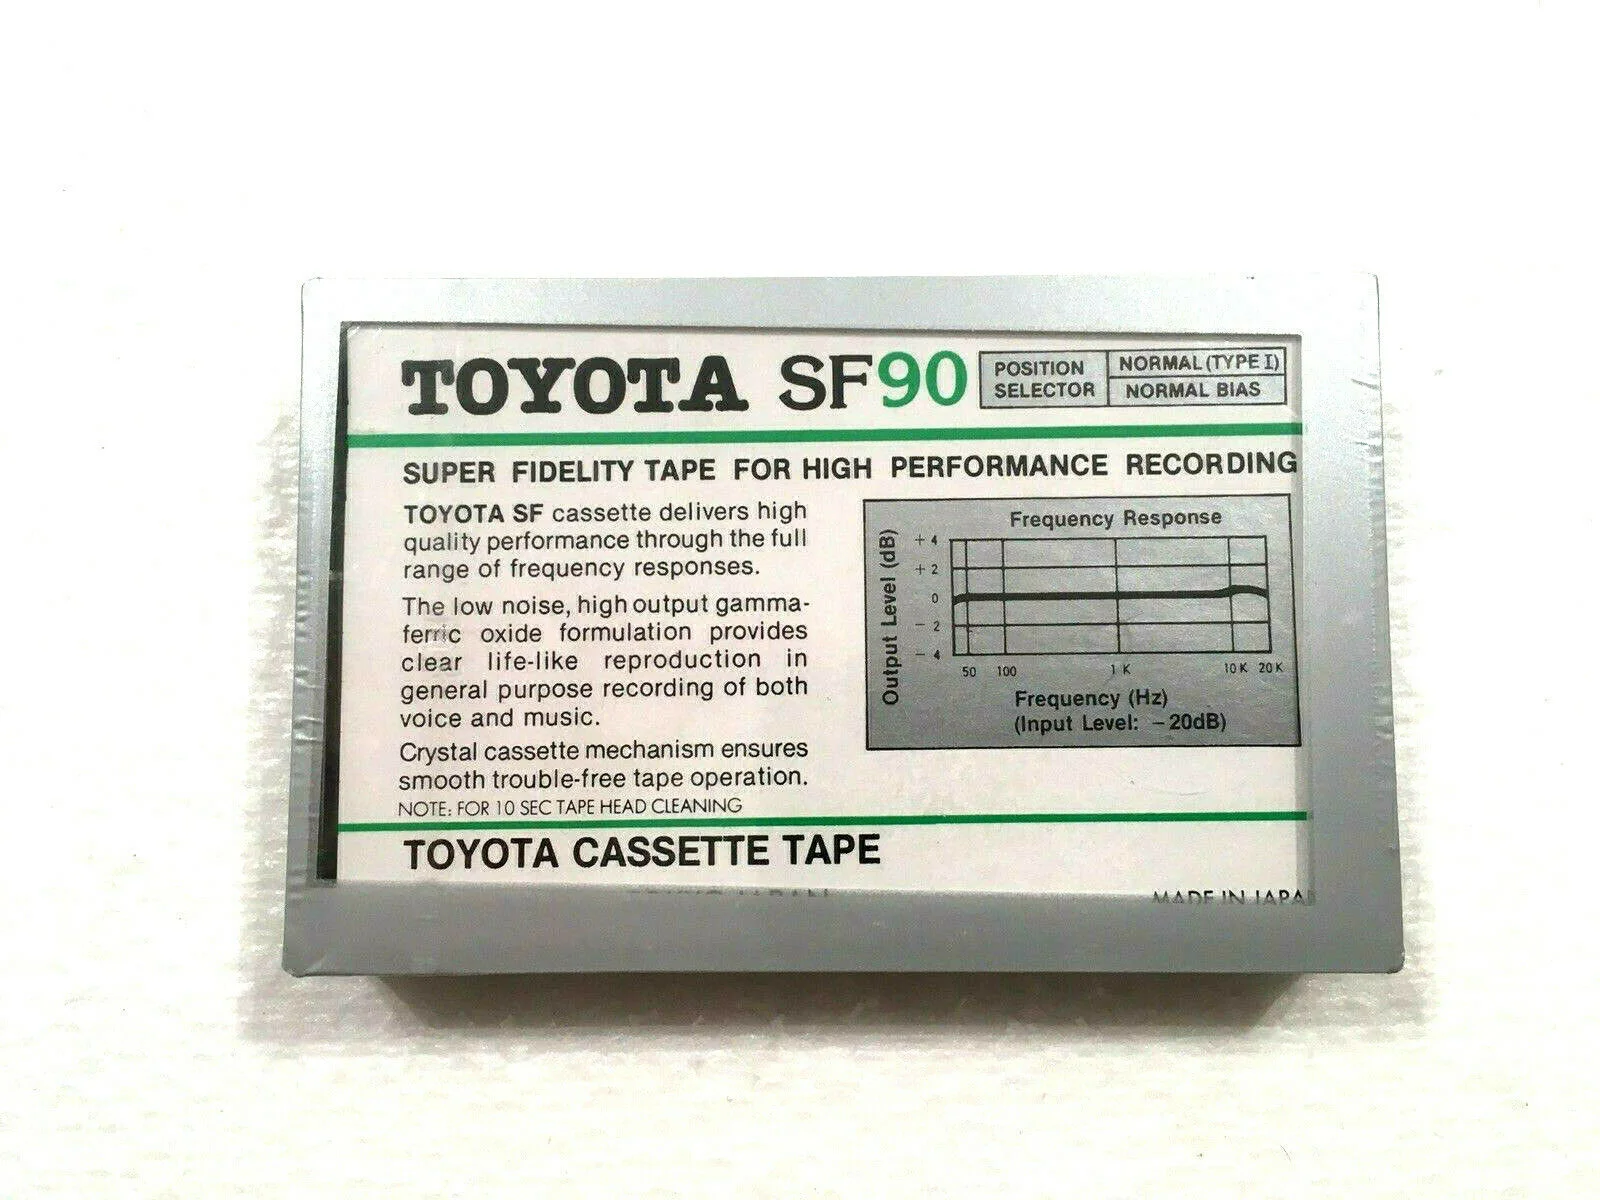 TOYOTA SF90
POSITION SELECTOR
NORMAL (TYPE I)
NORMAL BIAS
SUPER FIDELITY TAPE FOR HIGH PERFORMANCE RECORDING
TOYOTA SF cassette delivers high
quality performance through the full
range of frequency responses.
The low noise, high output gamma-
ferric oxide formulation provides
clear life-like reproduction in
general purpose recording of both
voice and music.
Crystal cassette mechanism ensures
smooth trouble-free tape operation.
NOTE: FOR 10 SEC TAPE HEAD CLEANING
Frequency Response
Output Level (dB)
+ 4
+ 2
0
- 2
- 4
50 100 1 K 10 K 20 K
Frequency (Hz)
(Input Level: -20dB)
TOYOTA CASSETTE TAPE
MADE IN JAPA